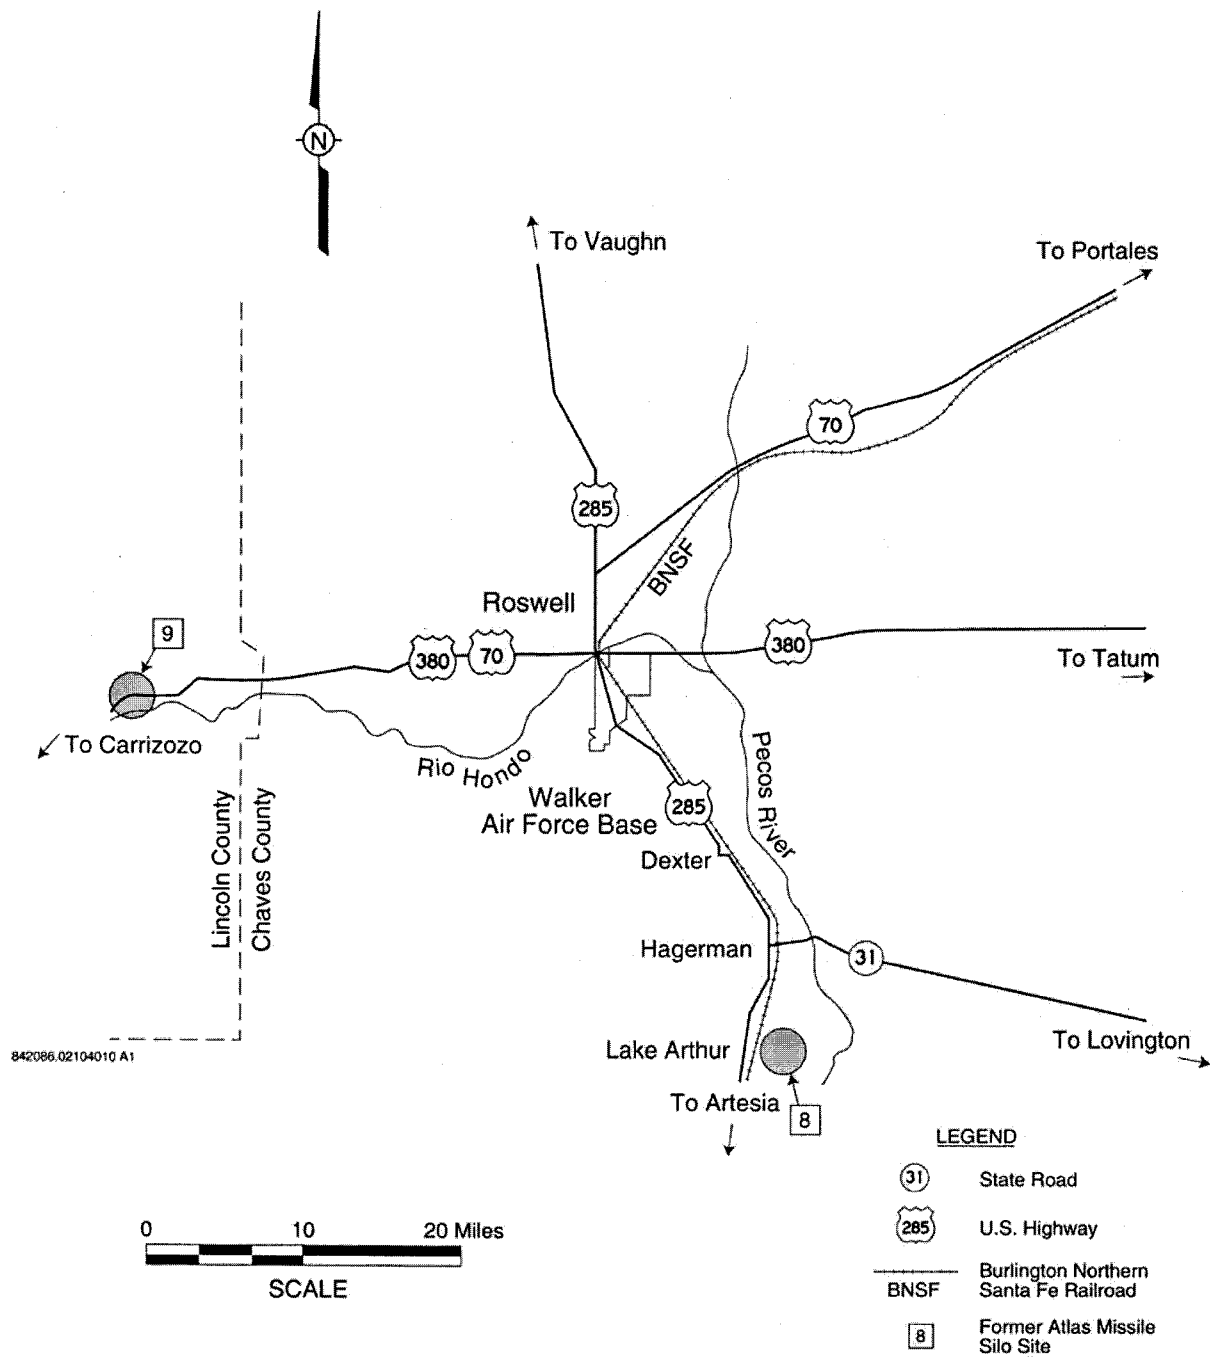 N
To Vaughn
To Portales
70
285
BNSF
Roswell
9
380
70
380
To Tatum
To Carrizozo
Rio Hondo
Pecos River
Walker
Air Force Base
285
Dexter
Lincoln County
Chaves County
Hagerman
31
842086.02104010 A1
Lake Arthur
To Lovington
To Artesia
8
LEGEND
31 State Road
285 U.S. Highway
BNSF Burlington Northern
Santa Fe Railroad
8 Former Atlas Missile
Silo Site
0 10 20 Miles
SCALE